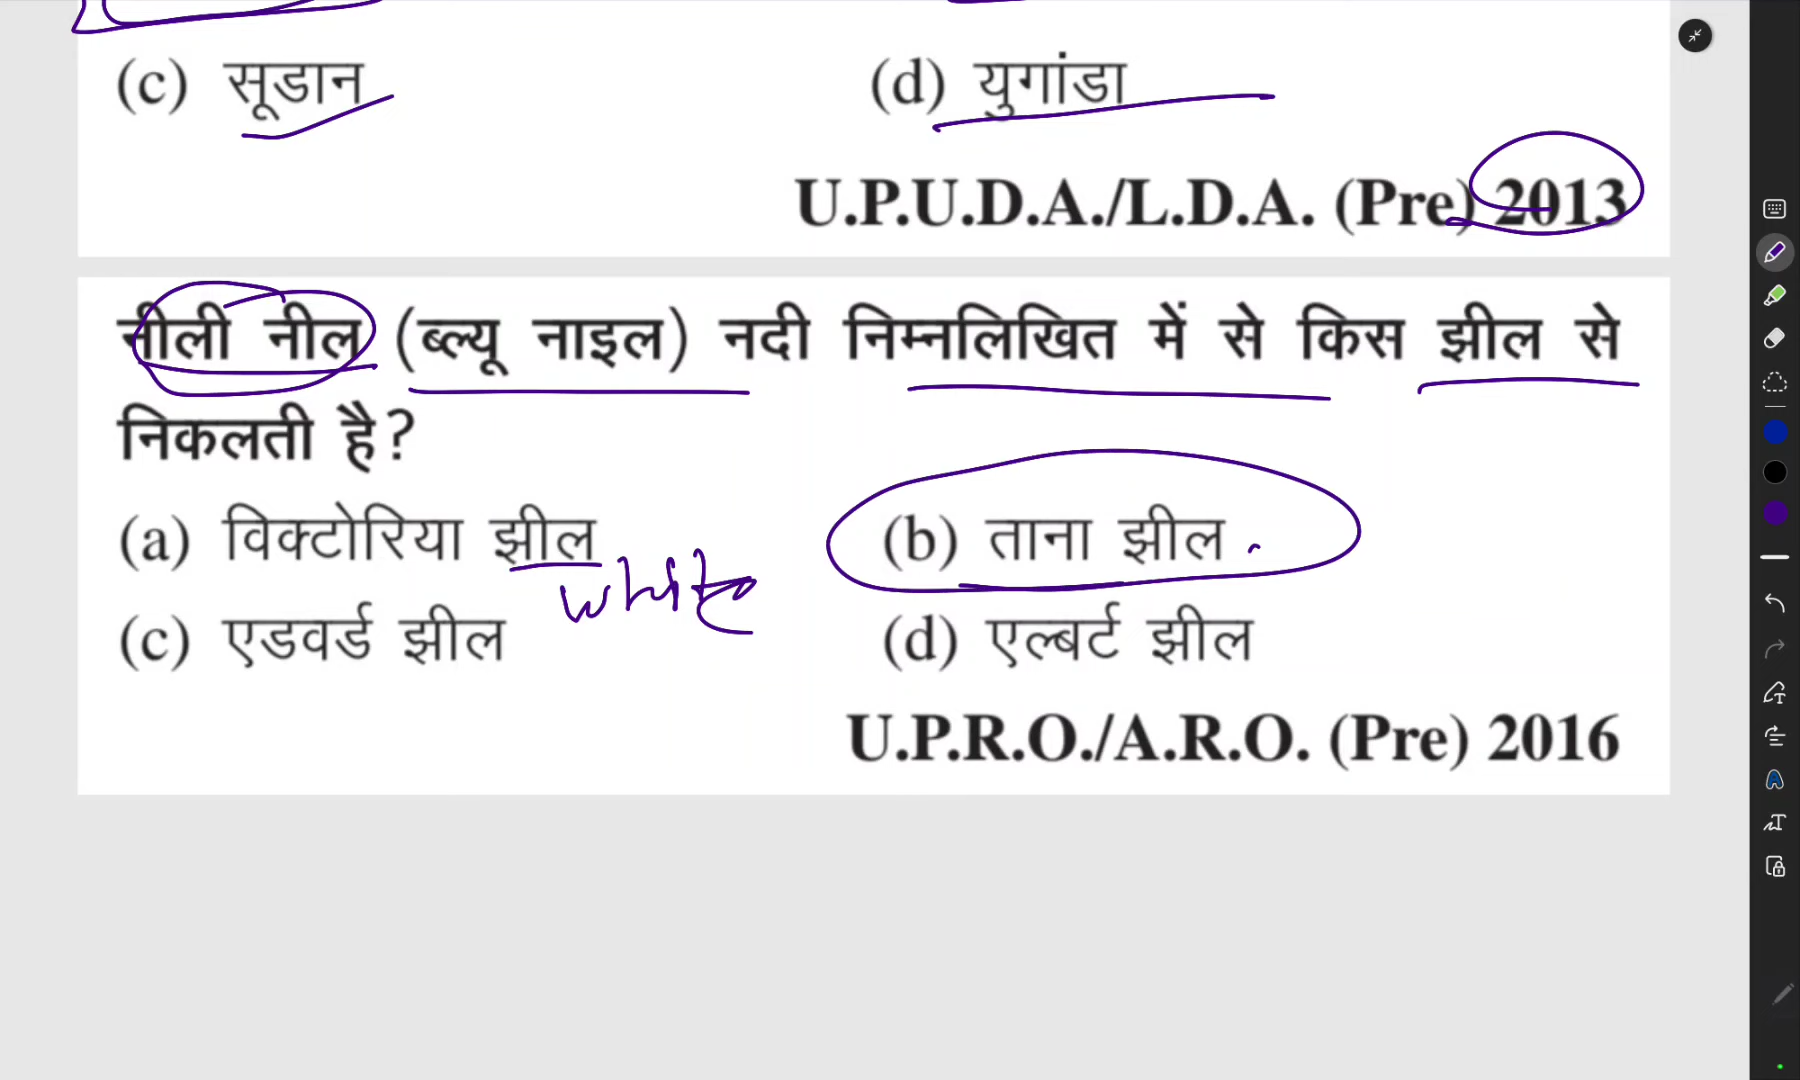 (c) सूडान (d) युगांडा
U.P.U.D.A./L.D.A. (Pre) 2013
नीली नील (ब्ल्यू नाइल) नदी निम्नलिखित में से किस झील से
निकलती है?
(a) विक्टोरिया झील (b) ताना झील
white
(c) एडवर्ड झील (d) एल्बर्ट झील
U.P.R.O./A.R.O. (Pre) 2016